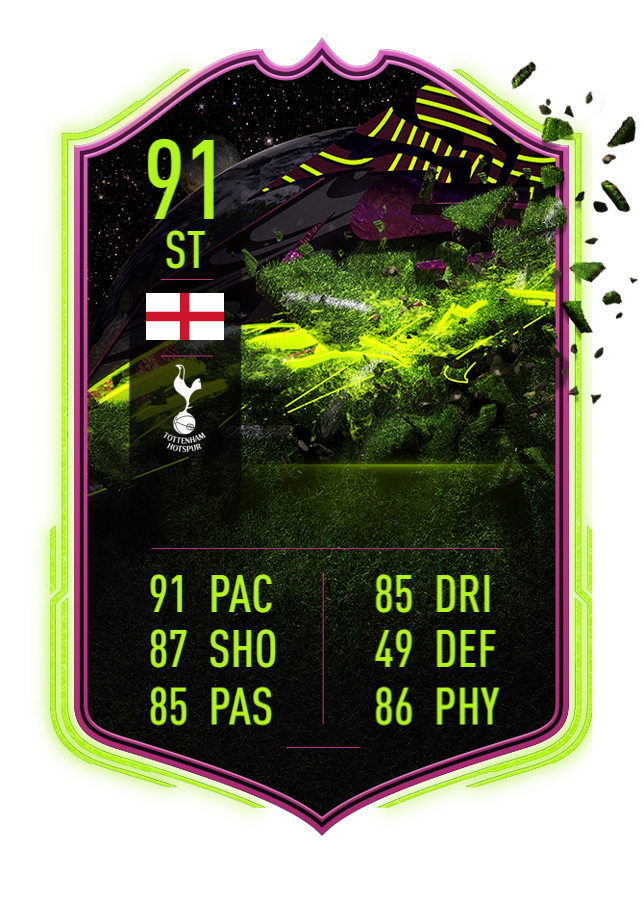 91
ST
TOTTENHAM
HOTSPUR
91 PAC
87 SHO
85 PAS
85 DRI
49 DEF
86 PHY